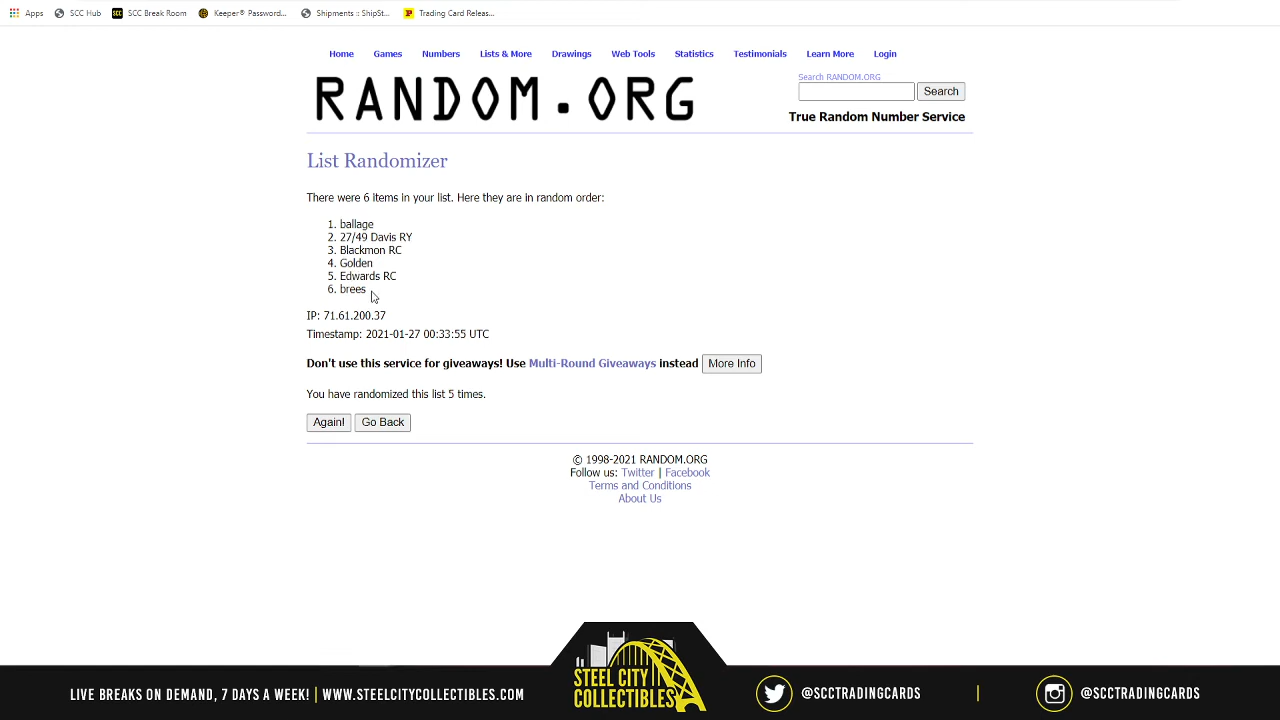 Apps SCC Hub SCC Break Room Keeper® Password... Shipments :: ShipSt... Trading Card Releas...
Home Games Numbers Lists & More Drawings Web Tools Statistics Testimonials Learn More Login
RANDOM.ORG
Search RANDOM.ORG
Search
True Random Number Service
List Randomizer
There were 6 items in your list. Here they are in random order:
1. ballage
2. 27/49 Davis RY
3. Blackmon RC
4. Golden
5. Edwards RC
6. brees
IP: 71.61.200.37
Timestamp: 2021-01-27 00:33:55 UTC
Don't use this service for giveaways! Use Multi-Round Giveaways instead More Info
You have randomized this list 5 times.
Again! Go Back
© 1998-2021 RANDOM.ORG
Follow us: Twitter | Facebook
Terms and Conditions
About Us
LIVE BREAKS ON DEMAND, 7 DAYS A WEEK! | WWW.STEELCITYCOLLECTIBLES.COM
STEEL CITY
COLLECTIBLES
@SCCTRADINGCARDS | @SCCTRADINGCARDS